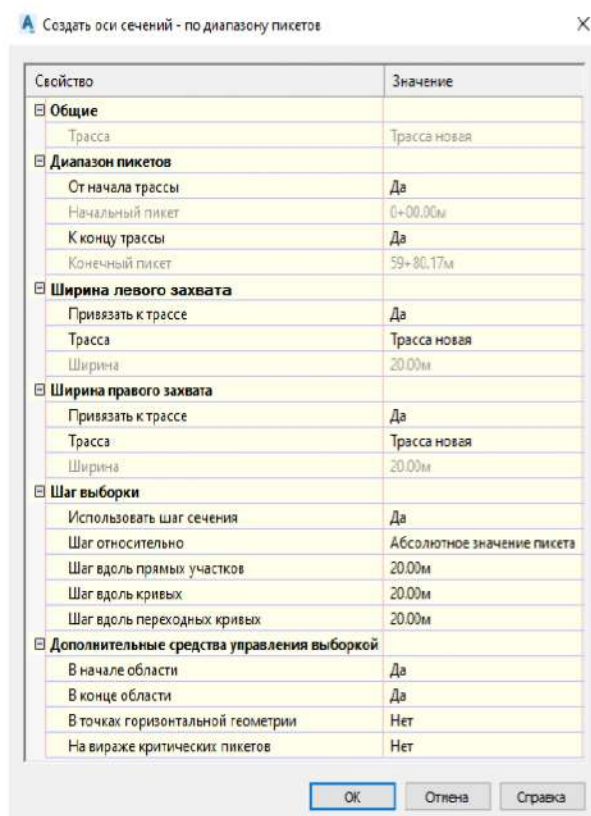 Создать оси сечений - по диапазону пикетов
Свойство Значение
Общие
Трасса Трасса новая
Диапазон пикетов
От начала трассы Да
Начальный пикет 0+00.00м
К концу трассы Да
Конечный пикет 59+80.17м
Ширина левого захвата
Привязать к трассе Да
Трасса Трасса новая
Ширина 20.00м
Ширина правого захвата
Привязать к трассе Да
Трасса Трасса новая
Ширина 20.00м
Шаг выборки
Использовать шаг сечения Да
Шаг относительно Абсолютное значение пикета
Шаг вдоль прямых участков 20.00м
Шаг вдоль кривых 20.00м
Шаг вдоль переходных кривых 20.00м
Дополнительные средства управления выборкой
В начале области Да
В конце области Да
В точках горизонтальной геометрии Нет
На вираже критических пикетов Нет
OK Отмена Справка